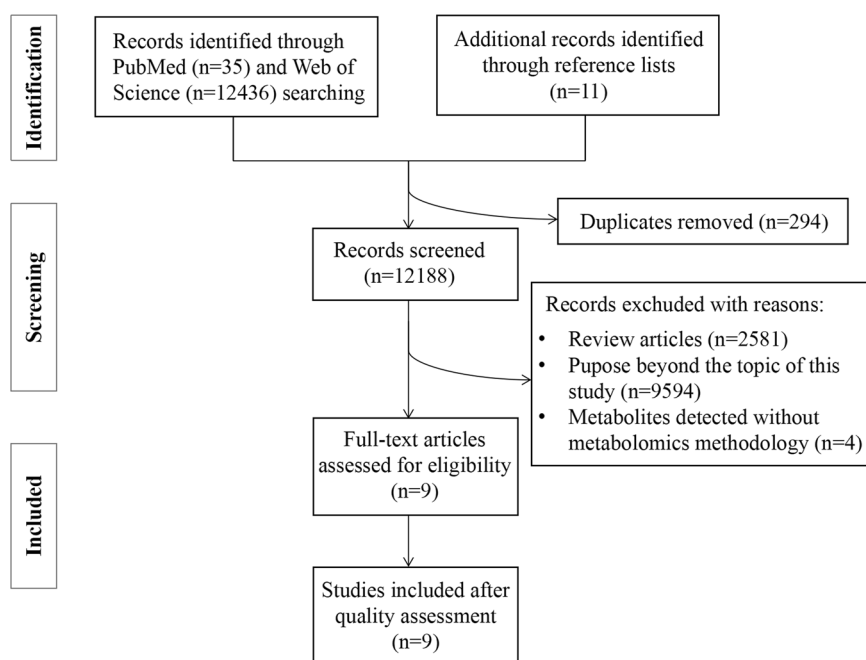 Identification
Records identified through
PubMed (n=35) and Web of
Science (n=12436) searching
Additional records identified
through reference lists
(n=11)
Screening
Duplicates removed (n=294)
Records screened
(n=12188)
Records exchuded with reasons:
• Review articles (n=2581)
• Pupose beyond the topic of this
study (n=9594)
• Metabolites detected without
metabolomics methodology (n=4)
Included
Full-text articles
assessed for eligibility
(n=9)
Studies included after
quality assessment
(n=9)